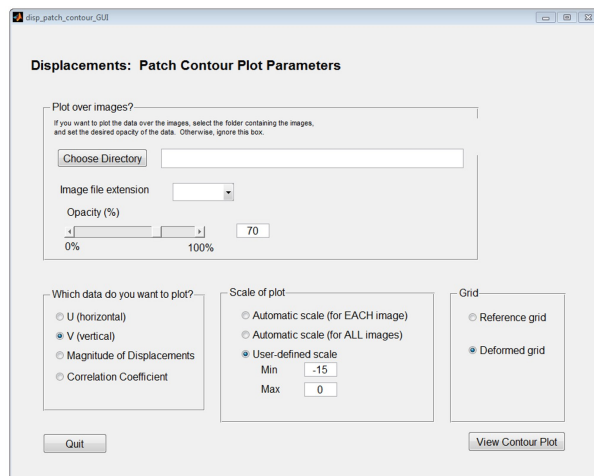 disp_patch_contour_GUI
Displacements: Patch Contour Plot Parameters
Plot over images?
If you want to plot the data over the images, select the folder containing the images,
and set the desired opacity of the data. Otherwise, ignore this box.
Choose Directory
Image file extension
Opacity (%)
70
0% 100%
Which data do you want to plot?
U (horizontal)
V (vertical)
Magnitude of Displacements
Correlation Coefficient
Scale of plot
Automatic scale (for EACH image)
Automatic scale (for ALL images)
User-defined scale
Min -15
Max 0
Grid
Reference grid
Deformed grid
Quit
View Contour Plot